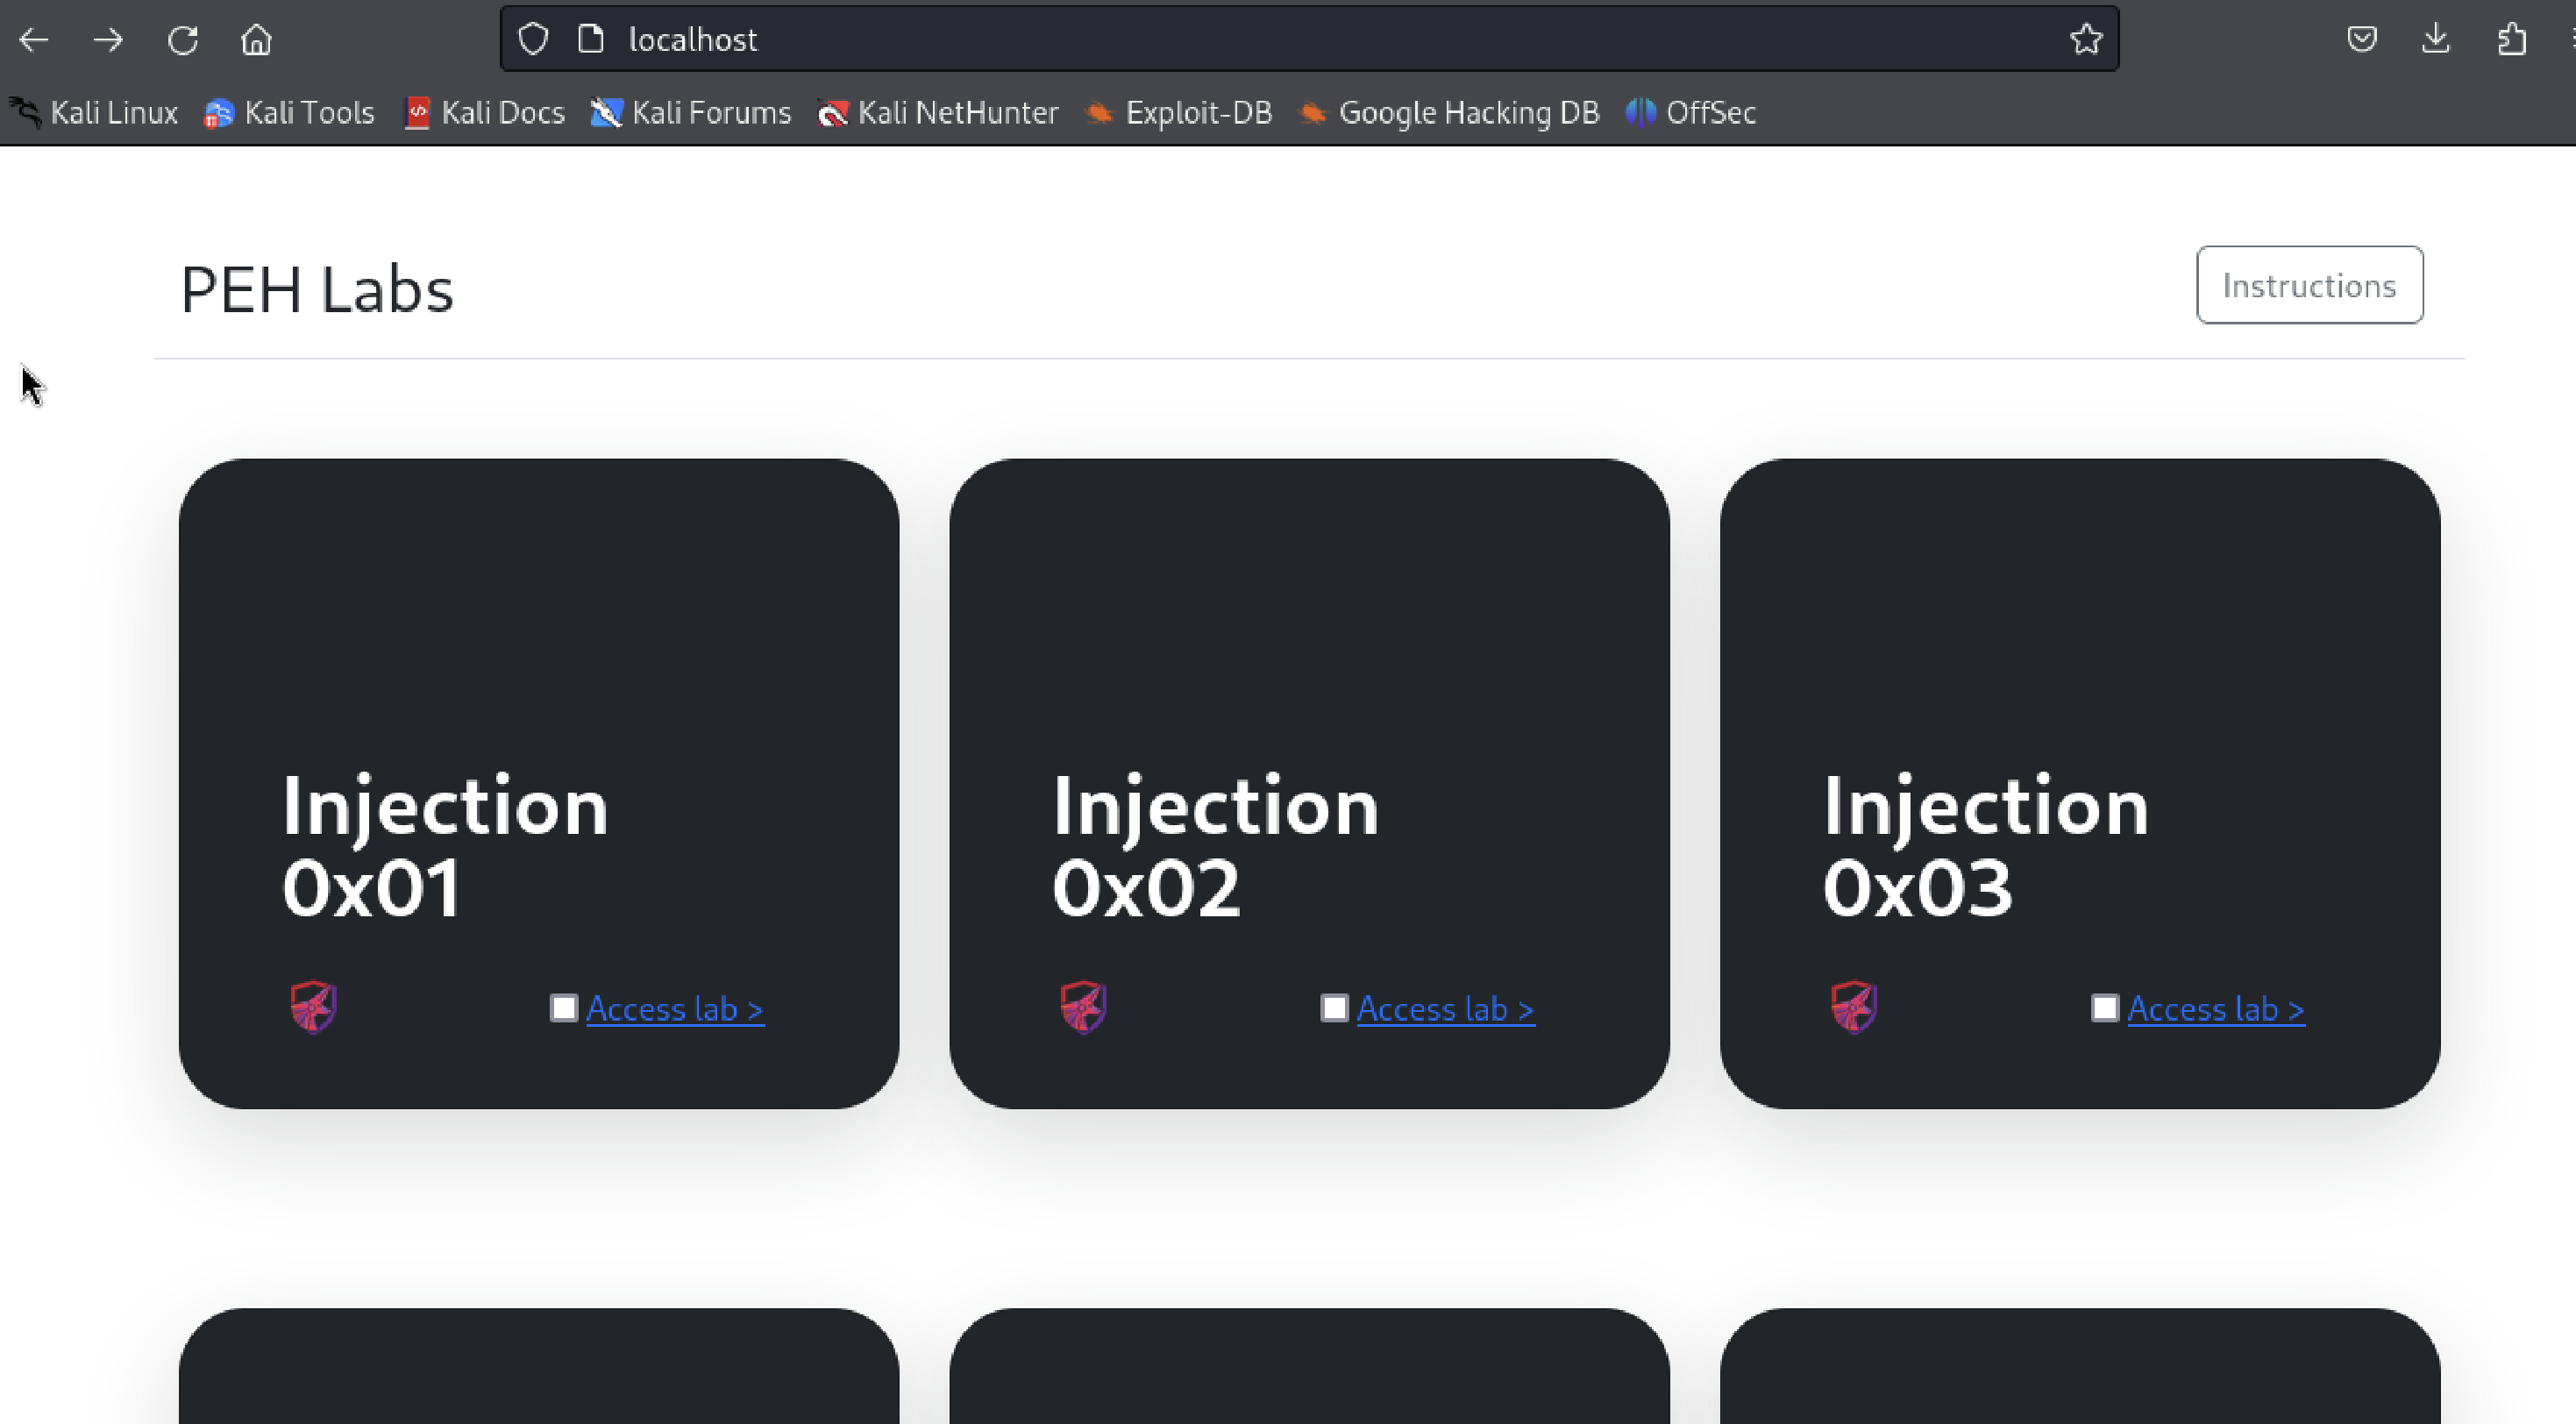 localhost
Kali Linux Kali Tools Kali Docs Kali Forums Kali NetHunter Exploit-DB Google Hacking DB OffSec
PEH Labs
Instructions
Injection
0x01
Access lab >
Injection
0x02
Access lab >
Injection
0x03
Access lab >